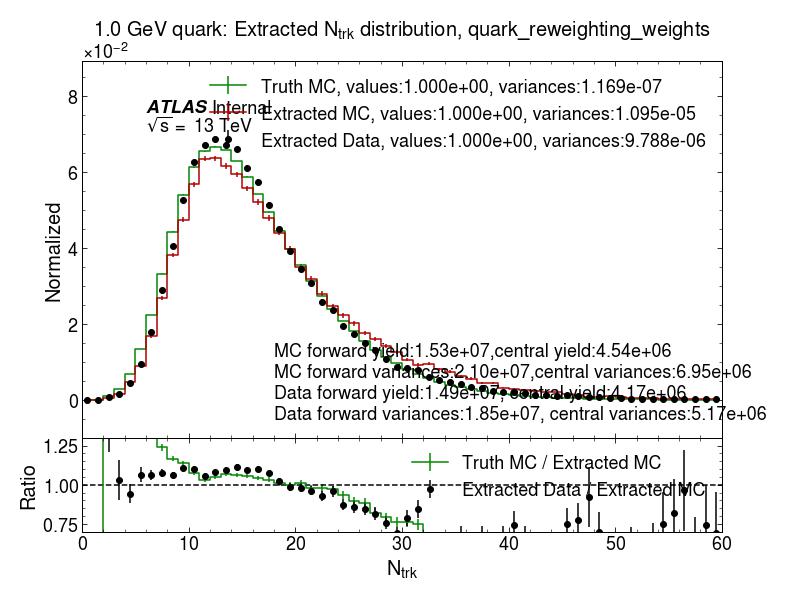 1.0 GeV quark: Extracted Ntrk distribution, quark_reweighting_weights
×10−2
Truth MC, values:1.000e+00, variances:1.169e-07
ATLAS Internal
Extracted MC, values:1.000e+00, variances:1.095e-05
√s = 13 TeV
Extracted Data, values:1.000e+00, variances:9.788e-06
8
6
4
2
0
Normalized
MC forward yield:1.53e+07,central yield:4.54e+06
MC forward variances:2.10e+07,central variances:6.95e+06
Data forward yield:1.49e+07, central yield:4.17e+06
Data forward variances:1.85e+07, central variances:5.17e+06
1.25
1.00
0.75
Ratio
Truth MC / Extracted MC
Extracted Data / Extracted MC
0 10 20 30 40 50 60
Ntrk